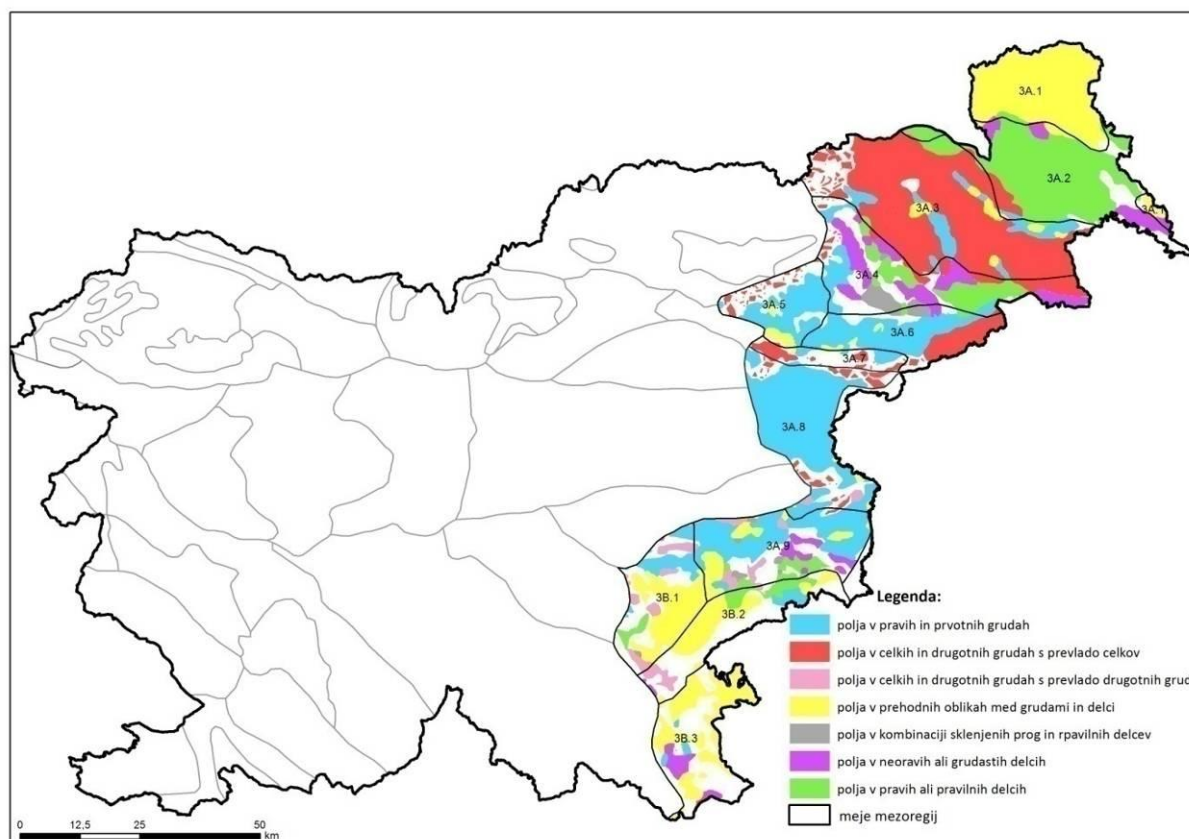 3A.1
3A.2
3A.1
3A.3
3A.4
3A.5
3A.6
3A.7
3A.8
3A.9
3B.1
3B.2
3B.3
Legenda:
polja v pravih in prvotnih grudah
polja v celkih in drugotnih grudah s prevlado celkov
polja v celkih in drugotnih grudah s prevlado drugotnih grud
polja v prehodnih oblikah med grudami in delci
polja v kombinaciji sklenjenih prog in rpavilnih delcev
polja v neoravih ali grudastih delcih
polja v pravih ali pravilnih delcih
meje mezoregij
0 12,5 25 50
km